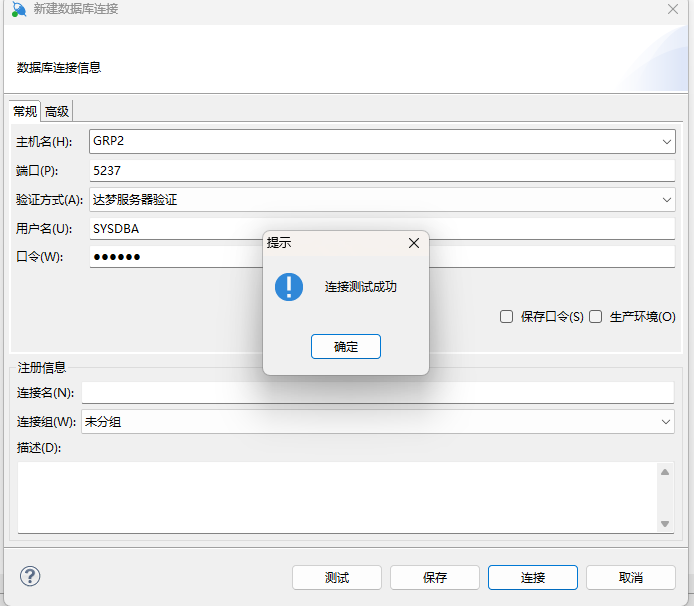 新建数据库连接
数据库连接信息
常规 高级
主机名(H): GRP2
端口(P): 5237
验证方式(A): 达梦服务器验证
用户名(U): SYSDBA
口令(W): ●●●●●●
提示
连接测试成功
确定
保存口令(S) 生产环境(O)
注册信息
连接名(N):
连接组(W): 未分组
描述(D):
测试 保存 连接 取消